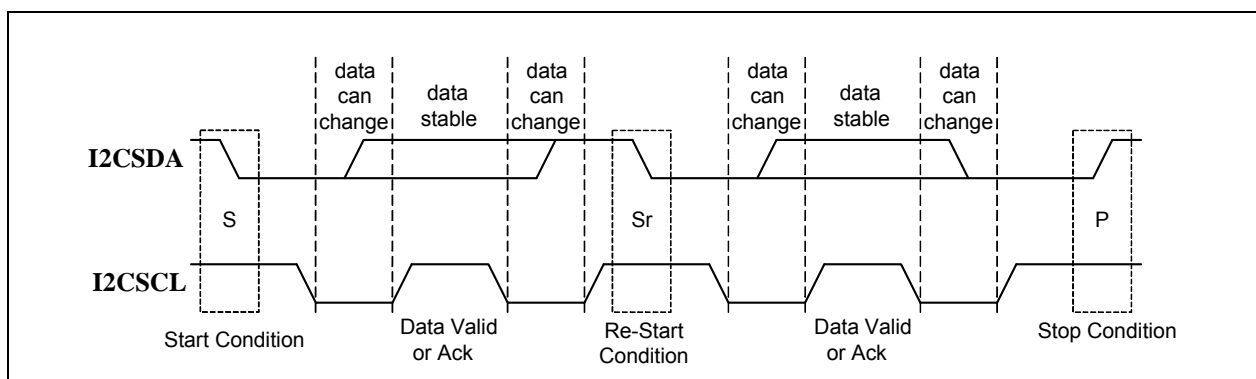 data
can
change
data
stable
data
can
change
data
can
change
data
stable
data
can
change
I2CSDA
S
Sr
P
I2CSCL
Start Condition
Data Valid
or Ack
Re-Start
Condition
Data Valid
or Ack
Stop Condition